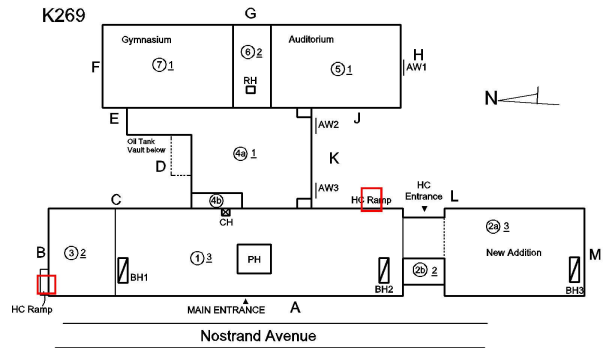 K269
G
Gymnasium
Auditorium
6 2
7 1
5 1
RH
F
H
AW1
N
E
J
AW2
Oil Tank
Vault below
D
4a 1
K
AW3
HC
Entrance
C
4b
HC Ramp
L
CH
2a 3
B
3 2
1 3
PH
New Addition
M
BH1
BH2
2b 2
BH3
HC Ramp
MAIN ENTRANCE
A
Nostrand Avenue